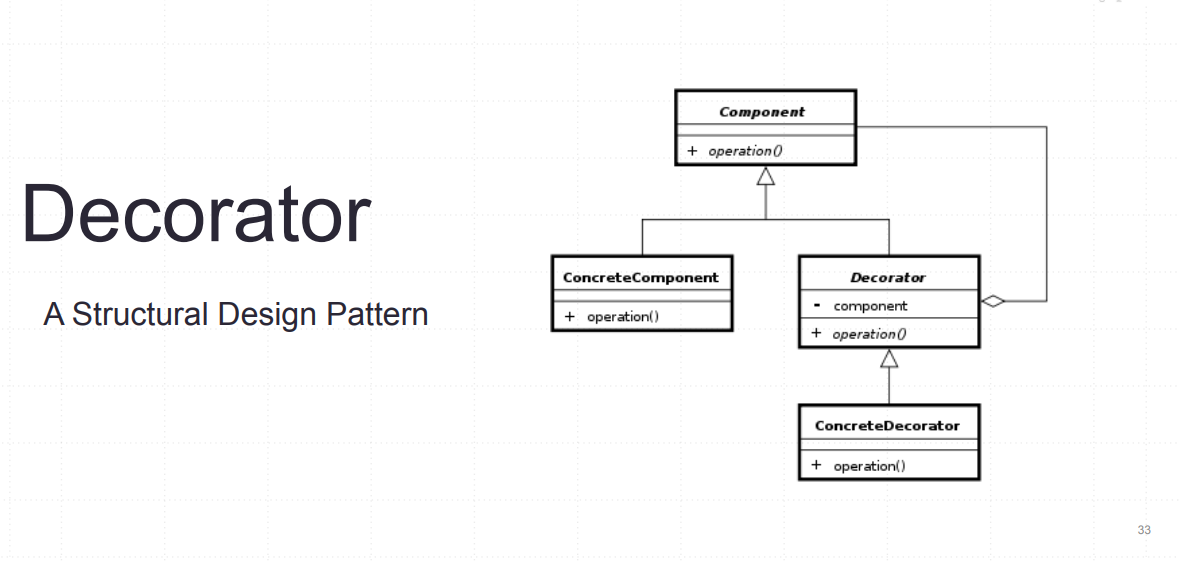 Decorator
A Structural Design Pattern
Component
+ operation()
ConcreteComponent
+ operation()
Decorator
- component
+ operation()
ConcreteDecorator
+ operation()
33